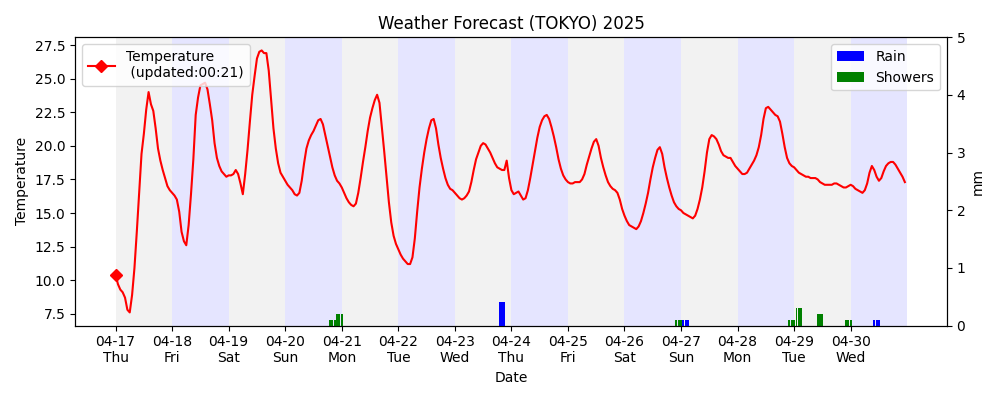 Weather Forecast (TOKYO) 2025
Temperature
(updated:00:21)
Rain
Showers
27.5
25.0
22.5
20.0
17.5
15.0
12.5
10.0
7.5
Temperature
5
4
3
2
1
0
mm
04-17 04-18 04-19 04-20 04-21 04-22 04-23 04-24 04-25 04-26 04-27 04-28 04-29 04-30
Thu Fri Sat Sun Mon Tue Wed Thu Fri Sat Sun Mon Tue Wed
Date